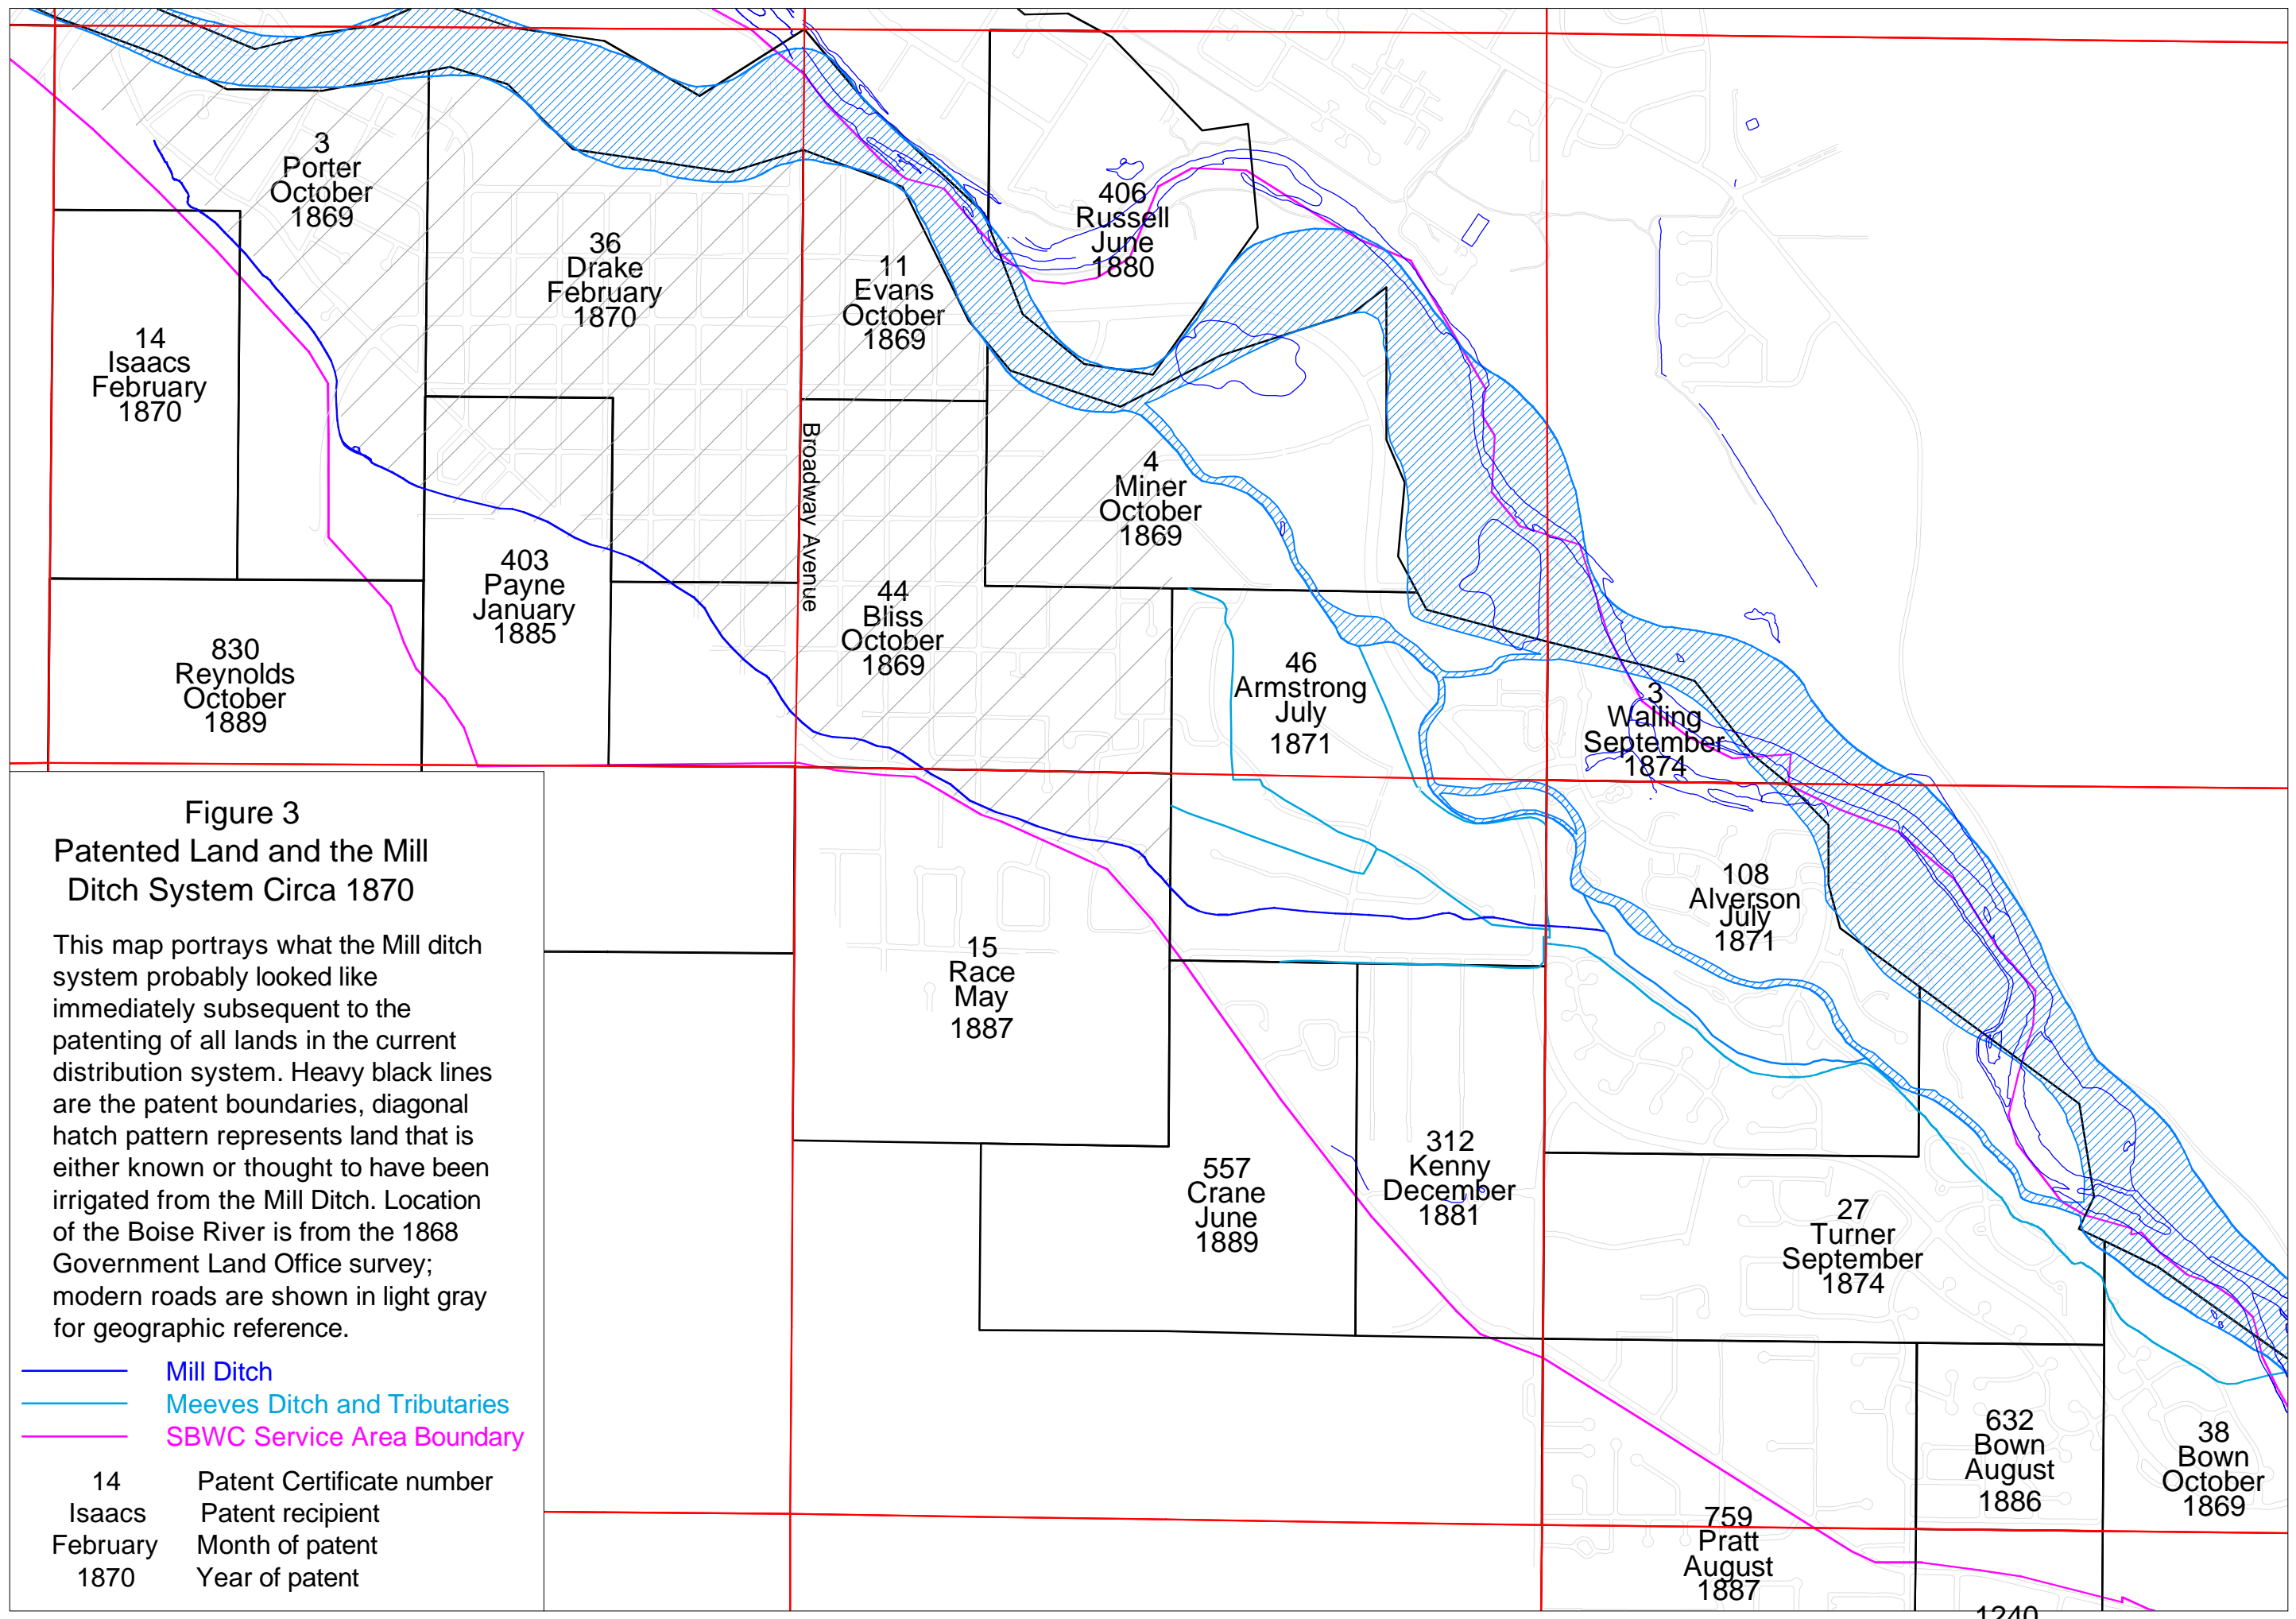 3
Porter
October
1869
36
Drake
February
1870
11
Evans
October
1869
406
Russell
June
1880
14
Isaacs
February
1870
Broadway Avenue
4
Miner
October
1869
403
Payne
January
1885
44
Bliss
October
1869
830
Reynolds
October
1889
46
Armstrong
July
1871
3
Walling
September
1874
108
Alverson
July
1871
15
Race
May
1887
557
Crane
June
1889
312
Kenny
December
1881
27
Turner
September
1874
632
Bown
August
1886
38
Bown
October
1869
759
Pratt
August
1887
1240
Figure 3
Patented Land and the Mill
Ditch System Circa 1870
This map portrays what the Mill ditch
system probably looked like
immediately subsequent to the
patenting of all lands in the current
distribution system. Heavy black lines
are the patent boundaries, diagonal
hatch pattern represents land that is
either known or thought to have been
irrigated from the Mill Ditch. Location
of the Boise River is from the 1868
Government Land Office survey;
modern roads are shown in light gray
for geographic reference.
Mill Ditch
Meeves Ditch and Tributaries
SBWC Service Area Boundary
14 Patent Certificate number
Isaacs Patent recipient
February Month of patent
1870 Year of patent